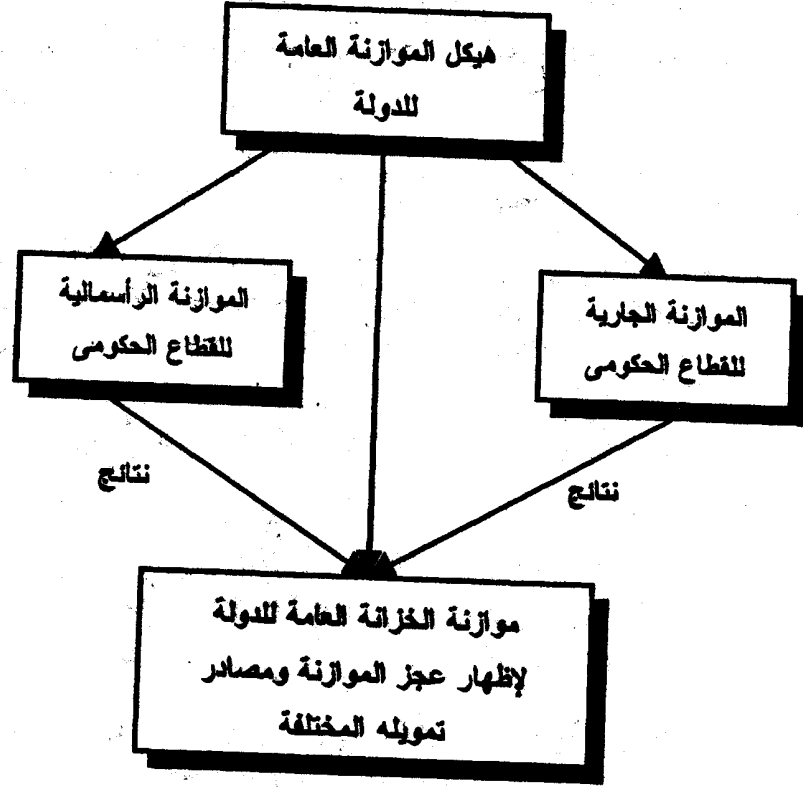 هيكل الموازنة العامة
للدولة
الموازنة الجارية
للقطاع الحكومى
الموازنة الرأسمالية
للقطاع الحكومى
نتائج
نتائج
موازنة الخزانة العامة للدولة
لإظهار عجز الموازنة ومصادر
تمويله المختلفة